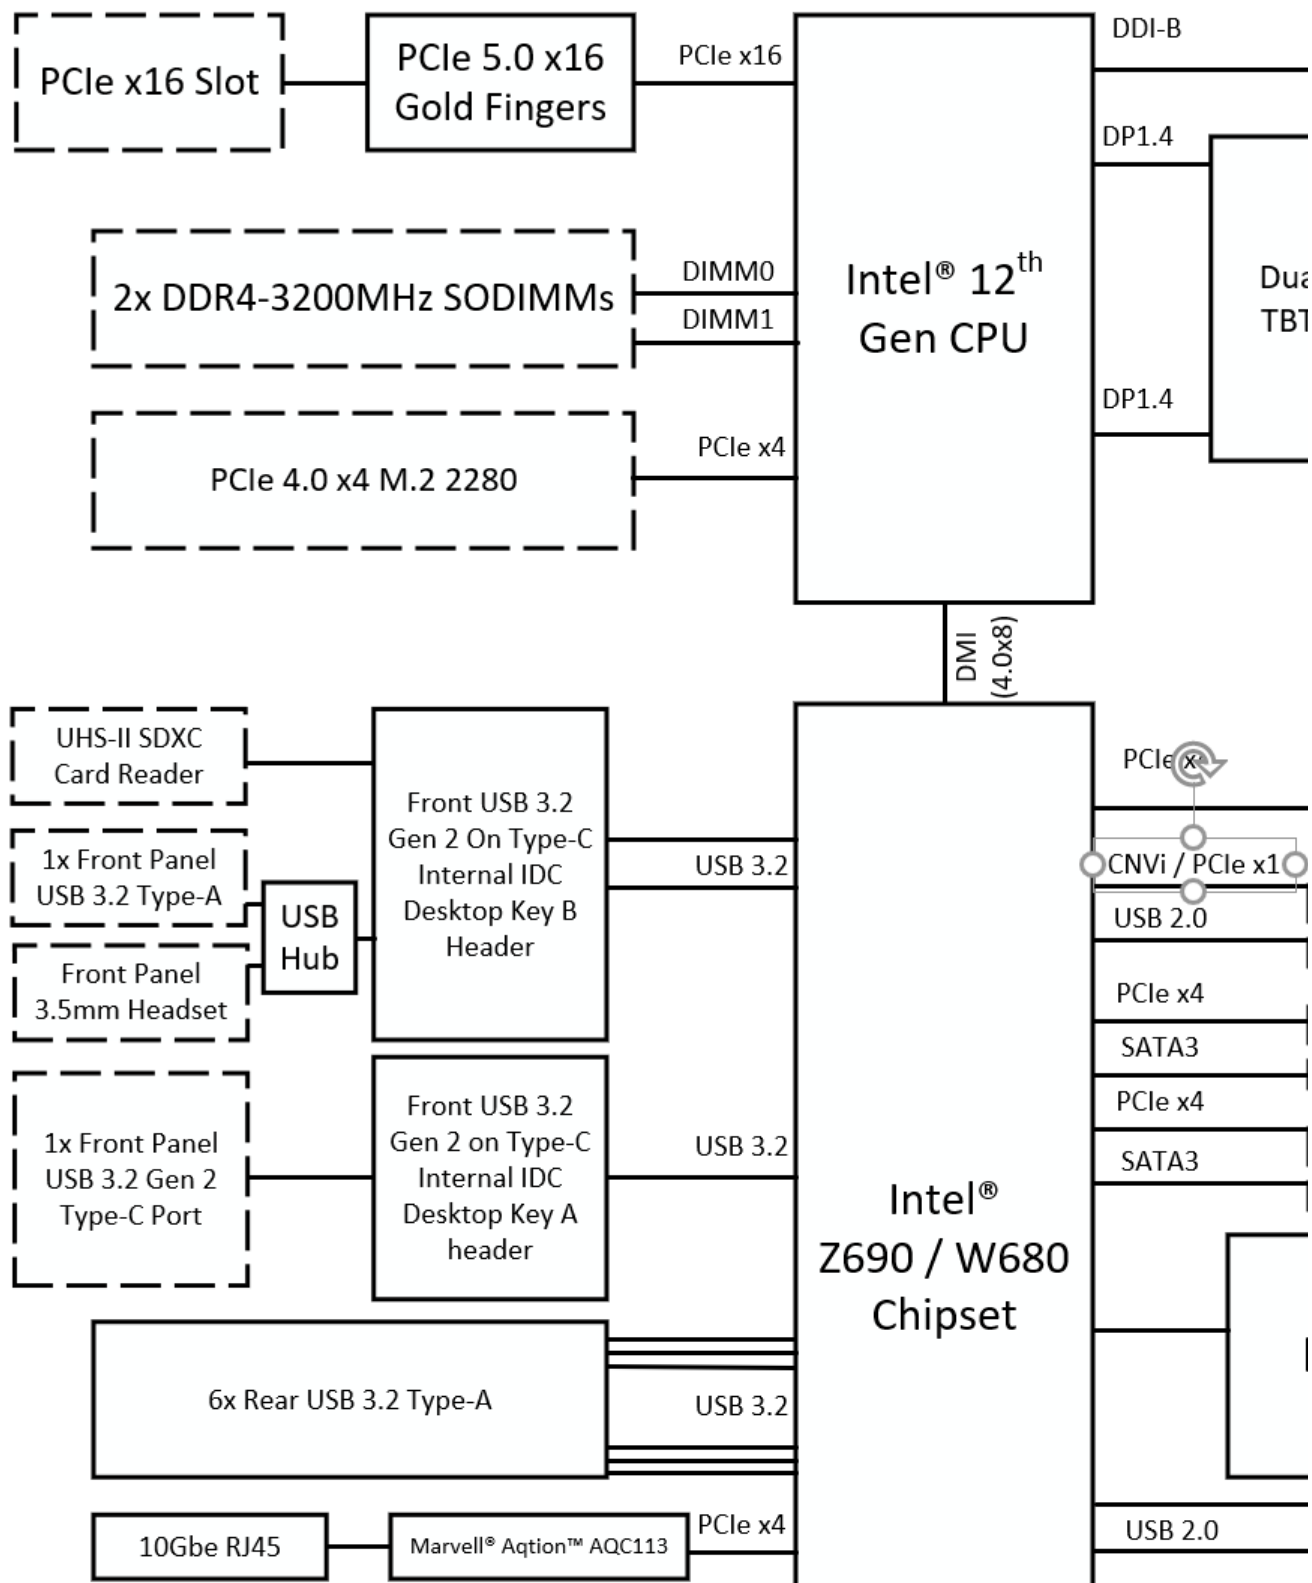 PCIe x16 Slot
PCIe 5.0 x16
Gold Fingers
PCIe x16
DDI-B
DP1.4
2x DDR4-3200MHz SODIMMs
DIMM0
DIMM1
Intel® 12th
Gen CPU
Dua
TBT
DP1.4
PCIe 4.0 x4 M.2 2280
PCIe x4
DMI
(4.0x8)
UHS-II SDXC
Card Reader
1x Front Panel
USB 3.2 Type-A
Front Panel
3.5mm Headset
USB
Hub
Front USB 3.2
Gen 2 On Type-C
Internal IDC
Desktop Key B
Header
USB 3.2
PCIe
CNVi / PCIe x1
USB 2.0
PCIe x4
SATA3
PCIe x4
SATA3
1x Front Panel
USB 3.2 Gen 2
Type-C Port
Front USB 3.2
Gen 2 on Type-C
Internal IDC
Desktop Key A
header
USB 3.2
Intel®
Z690 / W680
Chipset
6x Rear USB 3.2 Type-A
USB 3.2
10Gbe RJ45
Marvell® Aqtion™ AQC113
PCIe x4
USB 2.0